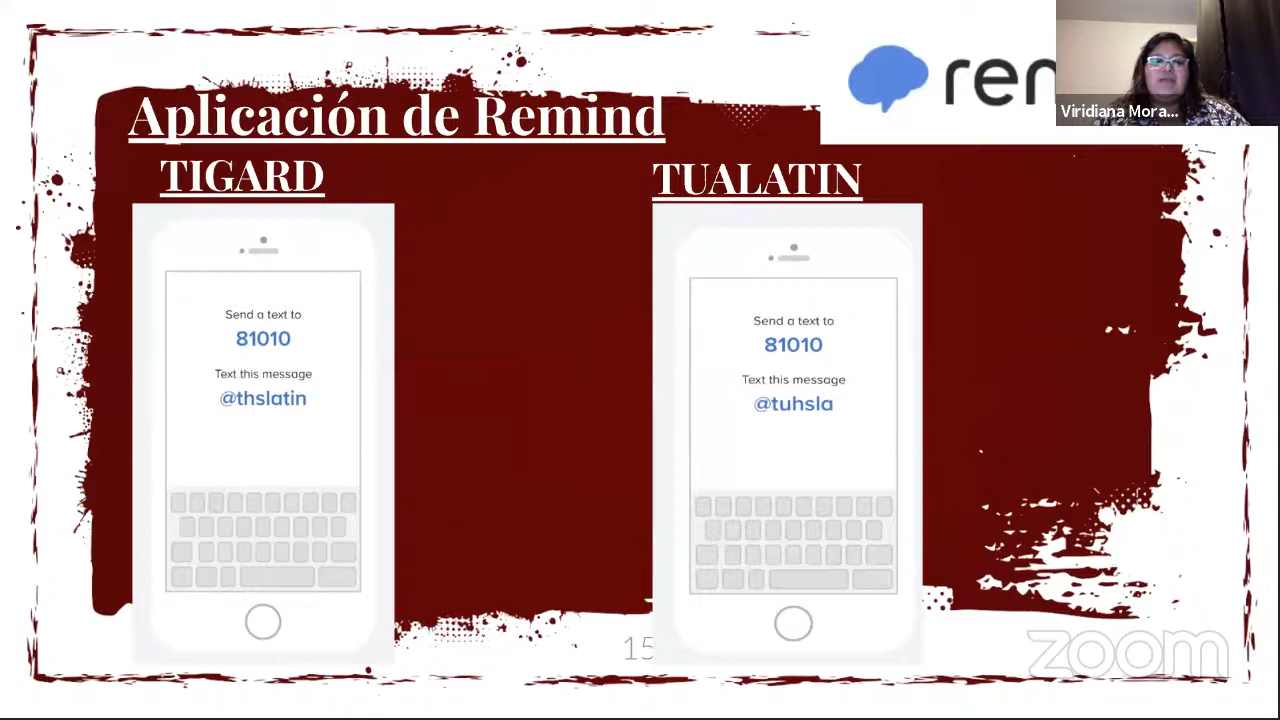 Aplicación de Remind
rem
Viridiana Mora...
TIGARD
TUALATIN
Send a text to
81010
Text this message
@thslatin
Send a text to
81010
Text this message
@tuhsla
15
zoom